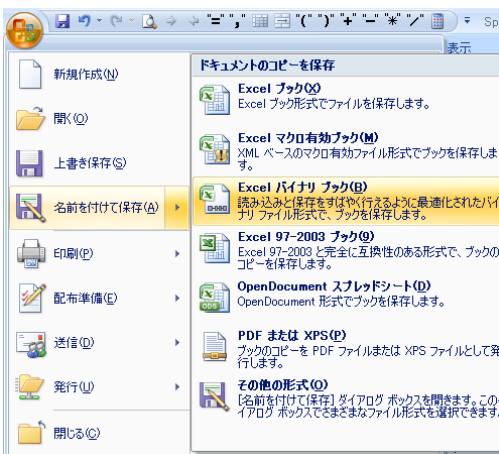 "=" "," "(" ")" "+" "-" "*" "/" Sp
表示
新規作成(N)
開く(O)
上書き保存(S)
名前を付けて保存(A)
印刷(P)
配布準備(E)
送信(D)
発行(U)
閉じる(C)
ドキュメントのコピーを保存
Excel ブック(X)
Excel ブック形式でファイルを保存します。
Excel マクロ有効ブック(M)
XML ベースのマクロ有効ファイル形式でブックを保存しま
す。
Excel バイナリ ブック(B)
読み込みと保存をすばやく行えるように最適化されたバイ
ナリ ファイル形式で、ブックを保存します。
Excel 97-2003 ブック(9)
Excel 97-2003 と完全に互換性のある形式で、ブックの
コピーを保存します。
OpenDocument スプレッドシート(D)
OpenDocument 形式でブックを保存します。
PDF または XPS(P)
ブックのコピーを PDF ファイルまたは XPS ファイルとして発
行します。
その他の形式(O)
[名前を付けて保存] ダイアログ ボックスを開きます。この
イアログ ボックスでさまざまなファイル形式を選択できます。